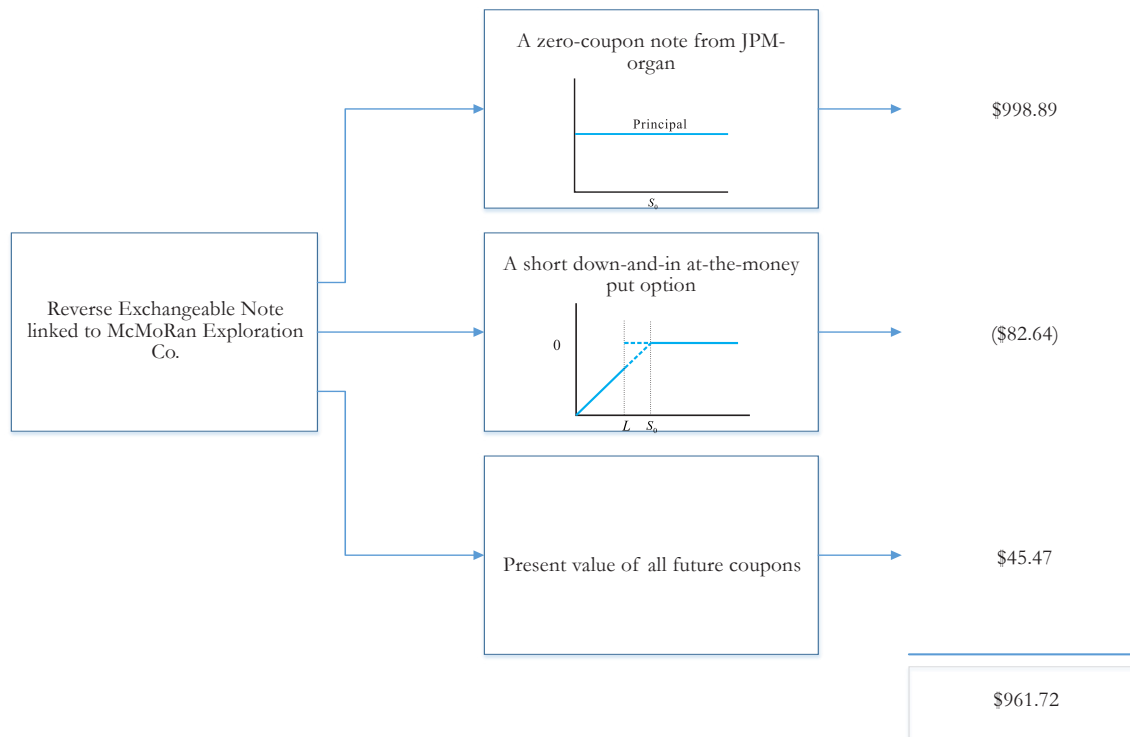 A zero-coupon note from JPM-
organ
Principal
S₀
$998.89
Reverse Exchangeable Note
linked to McMoRan Exploration
Co.
A short down-and-in at-the-money
put option
0
L S₀
($82.64)
Present value of all future coupons
$45.47
$961.72